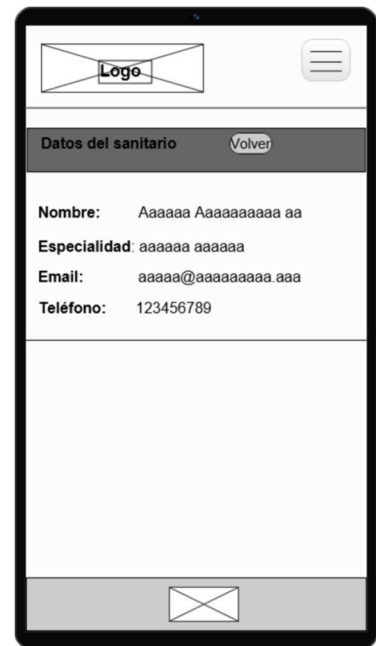 Logo
Datos del sanitario Volver
Nombre: Aaaaaa Aaaaaaaaaa aa
Especialidad: aaaaaa aaaaaa
Email: aaaaa@aaaaaaaaa.aaa
Teléfono: 123456789